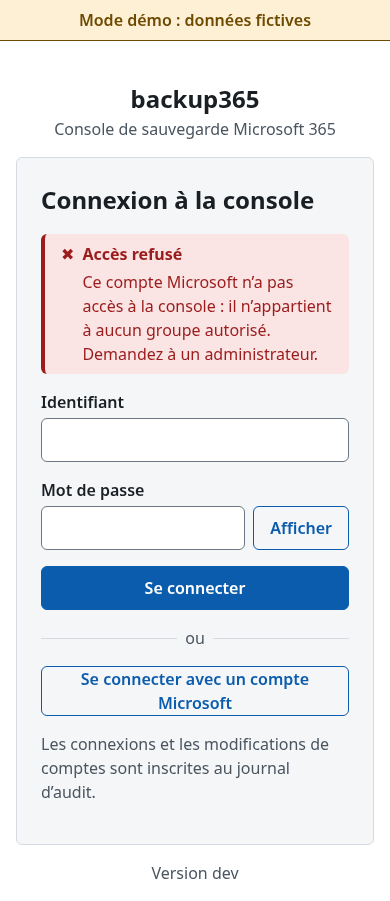 Mode démo : données fictives
backup365
Console de sauvegarde Microsoft 365
Connexion à la console
✖ Accès refusé
Ce compte Microsoft n’a pas
accès à la console : il n’appartient
à aucun groupe autorisé.
Demandez à un administrateur.
Identifiant
Mot de passe
Afficher
Se connecter
ou
Se connecter avec un compte
Microsoft
Les connexions et les modifications de
comptes sont inscrites au journal
d’audit.
Version dev